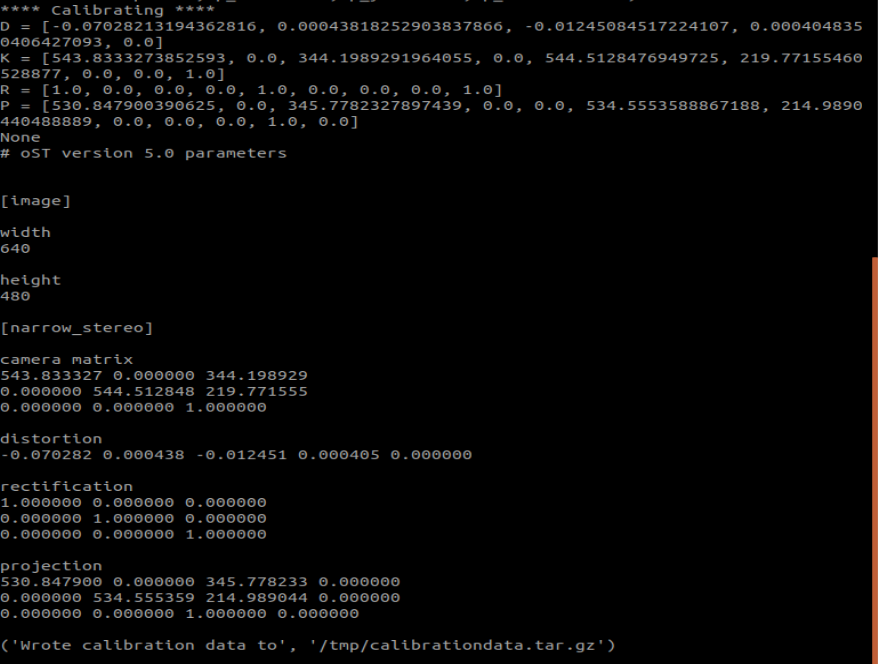 **** Calibrating ****
D = [-0.07028213194362816, 0.00043818252903837866, -0.01245084517224107, 0.000404835
0406427093, 0.0]
K = [543.8333273852593, 0.0, 344.1989291964055, 0.0, 544.5128476949725, 219.77155460
528877, 0.0, 0.0, 1.0]
R = [1.0, 0.0, 0.0, 0.0, 1.0, 0.0, 0.0, 0.0, 1.0]
P = [530.847900390625, 0.0, 345.7782327897439, 0.0, 0.0, 534.5553588867188, 214.9890
440488889, 0.0, 0.0, 0.0, 1.0, 0.0]
None
# oST version 5.0 parameters
[image]
width
640
height
480
[narrow_stereo]
camera matrix
543.833327 0.000000 344.198929
0.000000 544.512848 219.771555
0.000000 0.000000 1.000000
distortion
-0.070282 0.000438 -0.012451 0.000405 0.000000
rectification
1.000000 0.000000 0.000000
0.000000 1.000000 0.000000
0.000000 0.000000 1.000000
projection
530.847900 0.000000 345.778233 0.000000
0.000000 534.555359 214.989044 0.000000
0.000000 0.000000 1.000000 0.000000
('Wrote calibration data to', '/tmp/calibrationdata.tar.gz')